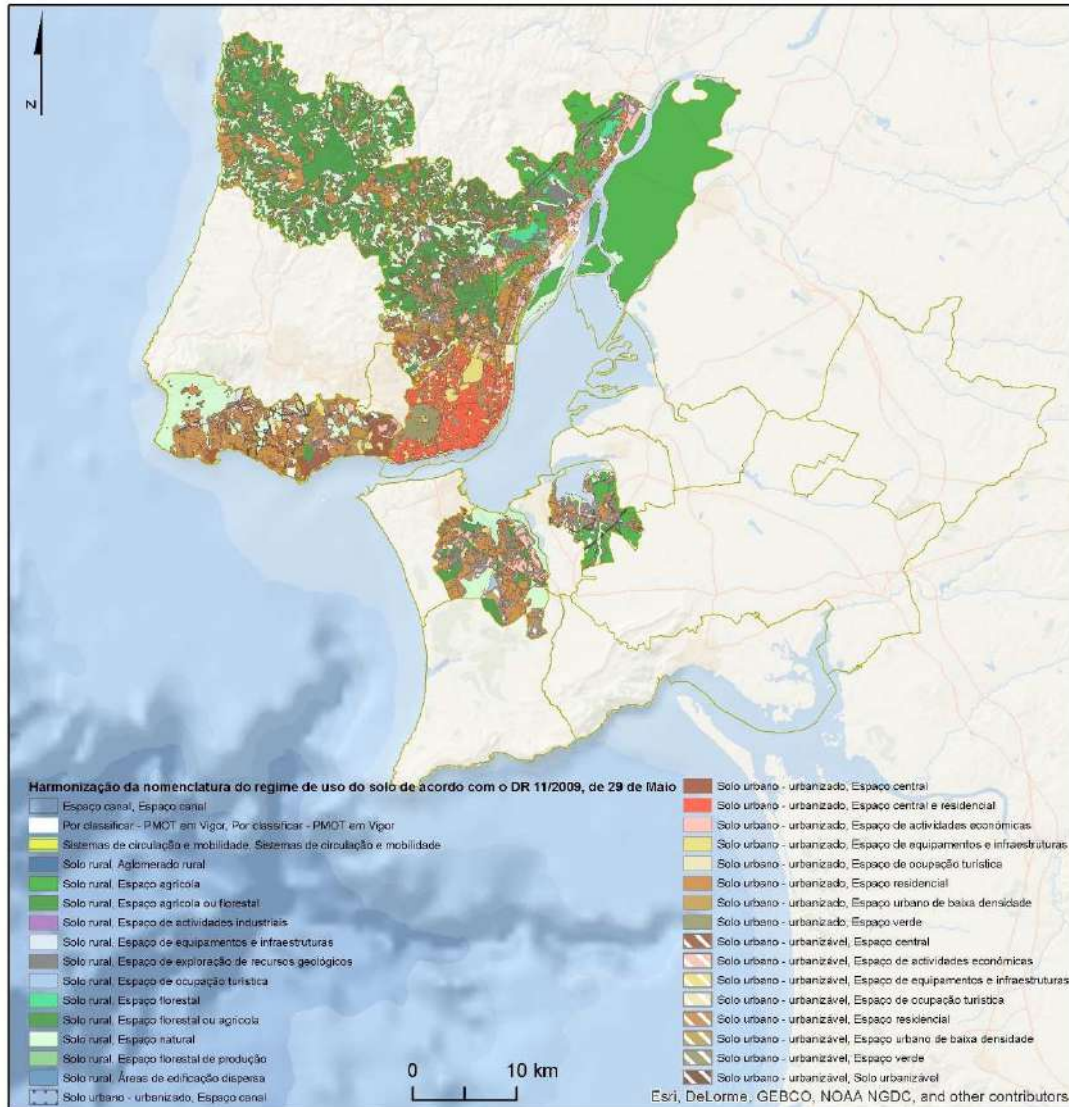 N
Harmonização da nomenclatura do regime de uso do solo de acordo com o DR 11/2009, de 29 de Maio
Espaço canal, Espaço canal
Por classificar - PMOT em Vigor, Por classificar - PMOT em Vigor
Sistemas de circulação e mobilidade, Sistemas de circulação e mobilidade
Solo rural, Aglomerado rural
Solo rural, Espaço agrícola
Solo rural, Espaço agrícola ou florestal
Solo rural, Espaço de actividades industriais
Solo rural, Espaço de equipamentos e infraestruturas
Solo rural, Espaço de exploração de recursos geológicos
Solo rural, Espaço de ocupação turística
Solo rural, Espaço florestal
Solo rural, Espaço florestal ou agrícola
Solo rural, Espaço natural
Solo rural, Espaço florestal de produção
Solo rural, Áreas de edificação dispersa
Solo urbano - urbanizado, Espaço canal
Solo urbano - urbanizado, Espaço central
Solo urbano - urbanizado, Espaço central e residencial
Solo urbano - urbanizado, Espaço de actividades económicas
Solo urbano - urbanizado, Espaço de equipamentos e infraestruturas
Solo urbano - urbanizado, Espaço de ocupação turística
Solo urbano - urbanizado, Espaço residencial
Solo urbano - urbanizado, Espaço urbano de baixa densidade
Solo urbano - urbanizado, Espaço verde
Solo urbano - urbanizável, Espaço central
Solo urbano - urbanizável, Espaço de actividades económicas
Solo urbano - urbanizável, Espaço de equipamentos e infraestruturas
Solo urbano - urbanizável, Espaço de ocupação turística
Solo urbano - urbanizável, Espaço residencial
Solo urbano - urbanizável, Espaço urbano de baixa densidade
Solo urbano - urbanizável, Espaço verde
Solo urbano - urbanizável, Solo urbanizável
0 10 km
Esri, DeLorme, GEBCO, NOAA NGDC, and other contributors